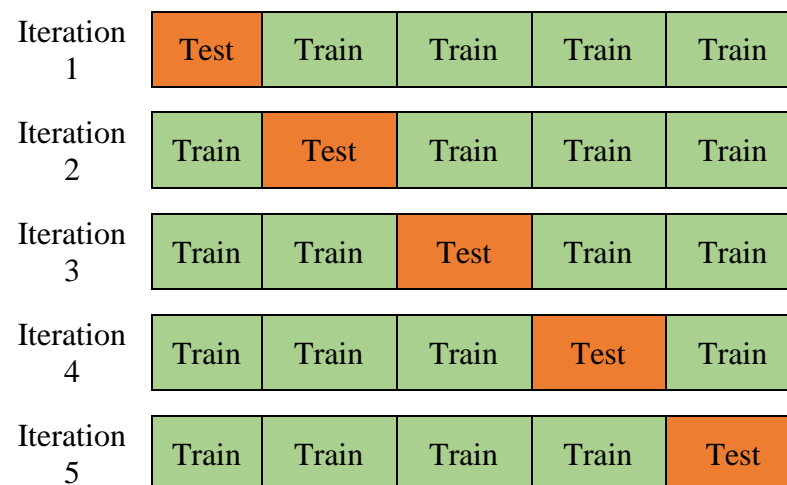 Iteration
1
Test Train Train Train Train
Iteration
2
Train Test Train Train Train
Iteration
3
Train Train Test Train Train
Iteration
4
Train Train Train Test Train
Iteration
5
Train Train Train Train Test